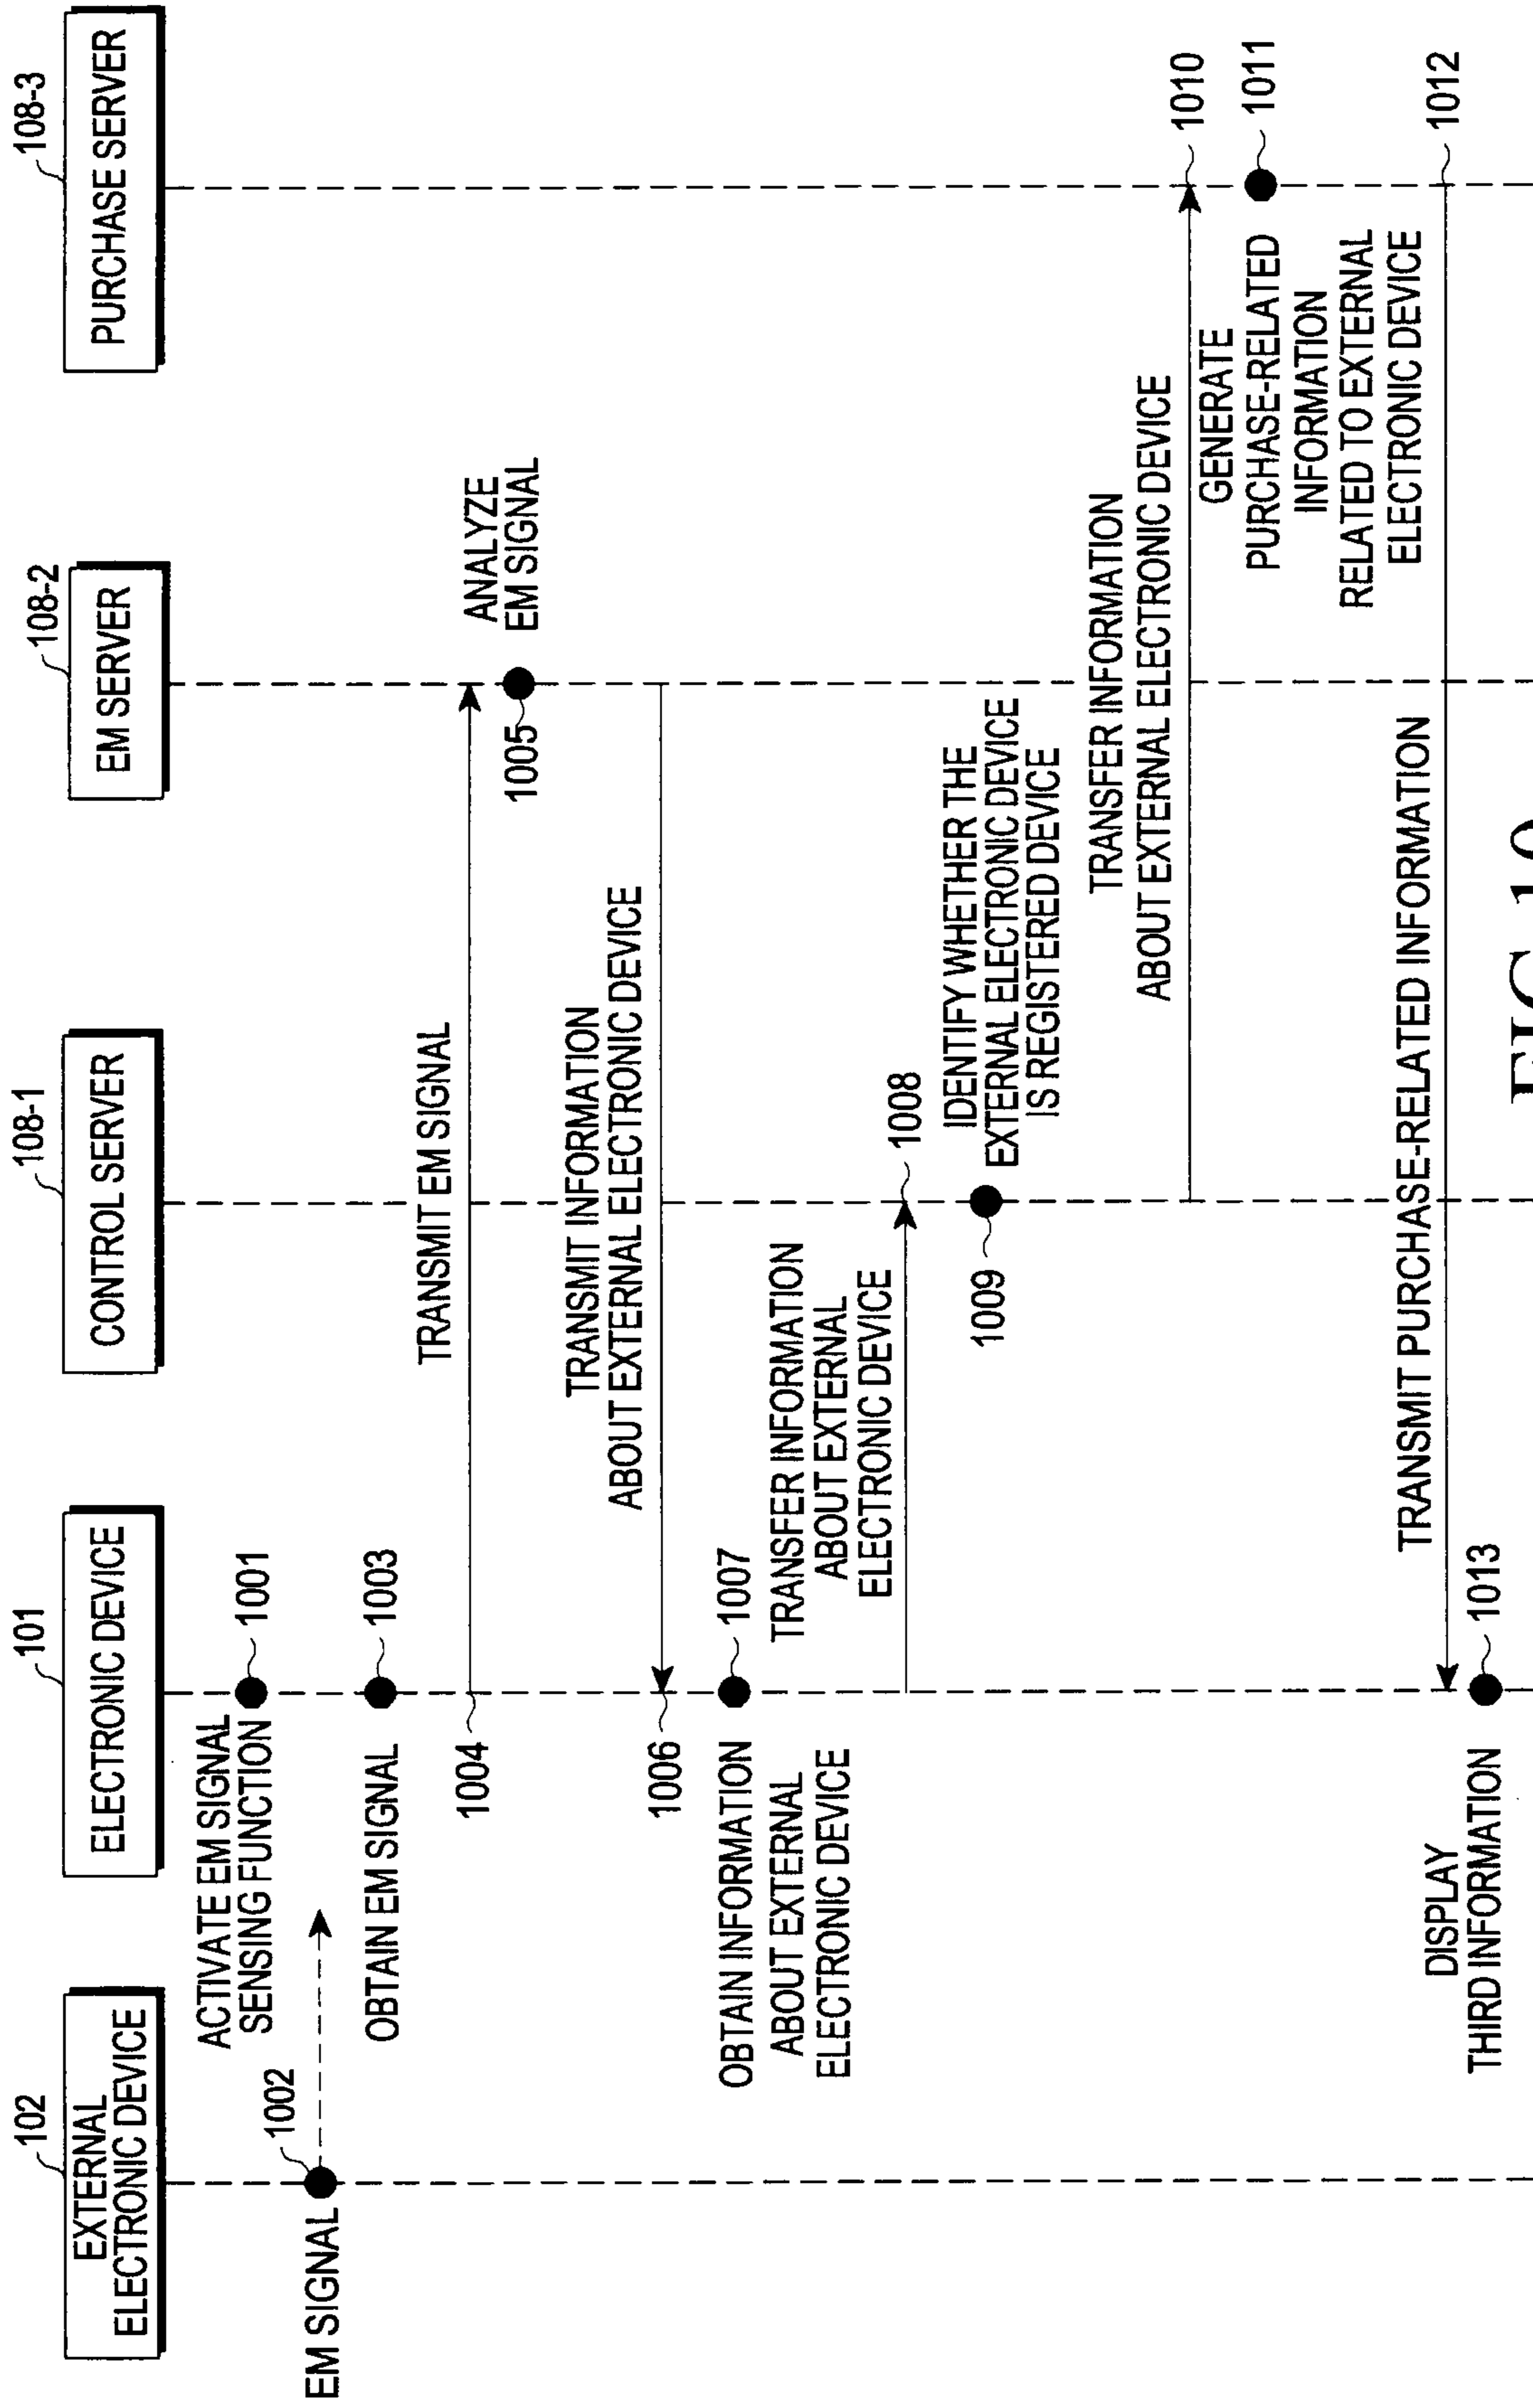 102
EXTERNAL
ELECTRONIC DEVICE
101
ELECTRONIC DEVICE
108-1
CONTROL SERVER
108-2
EM SERVER
108-3
PURCHASE SERVER
ACTIVATE EM SIGNAL
SENSING FUNCTION
1001
EM SIGNAL
1002
OBTAIN EM SIGNAL
1003
TRANSMIT EM SIGNAL
1004
ANALYZE
EM SIGNAL
1005
TRANSMIT INFORMATION
ABOUT EXTERNAL ELECTRONIC DEVICE
1006
OBTAIN INFORMATION
ABOUT EXTERNAL
ELECTRONIC DEVICE
1007
TRANSFER INFORMATION
ABOUT EXTERNAL
ELECTRONIC DEVICE
1008
IDENTIFY WHETHER THE
EXTERNAL ELECTRONIC DEVICE
IS REGISTERED DEVICE
1009
TRANSFER INFORMATION
ABOUT EXTERNAL ELECTRONIC DEVICE
1010
GENERATE
PURCHASE-RELATED
INFORMATION
RELATED TO EXTERNAL
ELECTRONIC DEVICE
1011
TRANSMIT PURCHASE-RELATED INFORMATION
1012
DISPLAY
THIRD INFORMATION
1013
FIG. 10